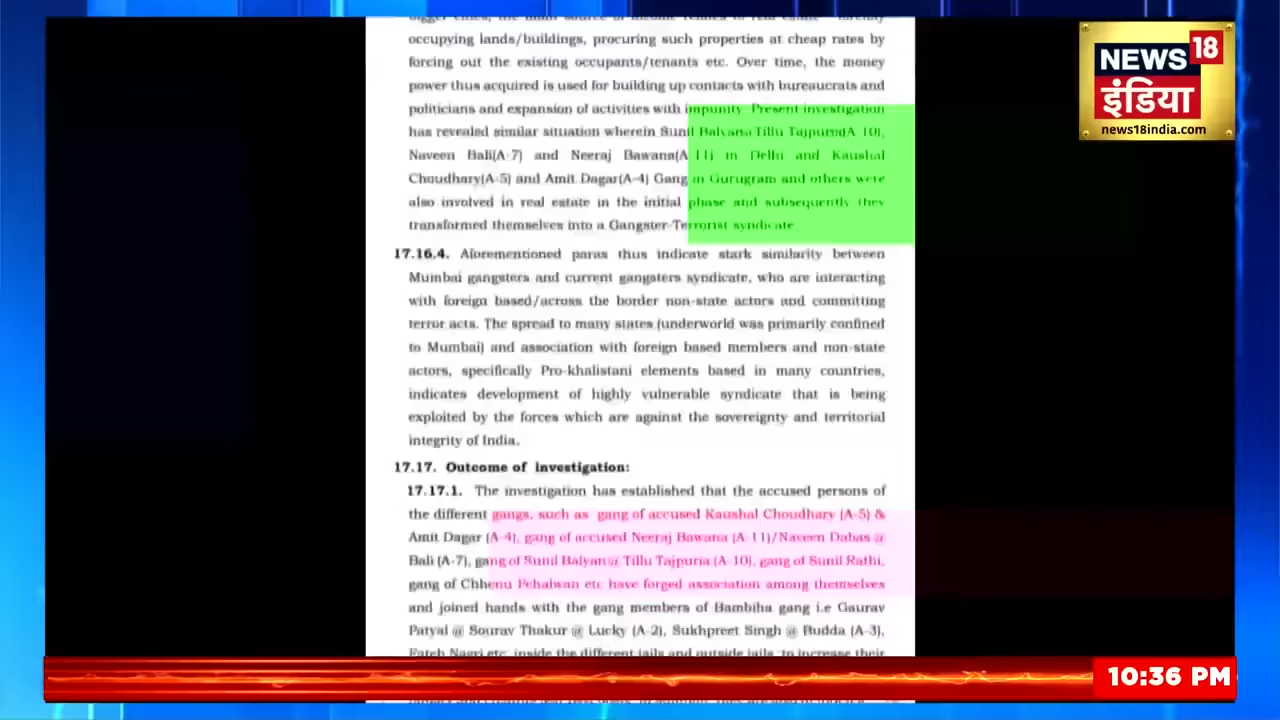 occupying lands/buildings, procuring such properties at cheap rates by
forcing out the existing occupants/tenants etc. Over time, the money
power thus acquired is used for building up contacts with bureaucrats and
politicians and expansion of activities with impunity. Present investigation
has revealed similar situation wherein Sunil Balyan@Tillu Tajpuria(A-10),
Naveen Bali(A-7) and Neeraj Bawana(A-11) in Delhi and Kaushal
Choudhary(A-5) and Amit Dagar(A-4) Gang in Gurugram and others were
also involved in real estate in the initial phase and subsequently they
transformed themselves into a Gangster-Terrorist syndicate
17.16.4. Aforementioned paras thus indicate stark similarity between
Mumbai gangsters and current gangsters syndicate, who are interacting
with foreign based/across the border non-state actors and committing
terror acts. The spread to many states (underworld was primarily confined
to Mumbai) and association with foreign based members and non-state
actors, specifically Pro-khalistani elements based in many countries,
indicates development of highly vulnerable syndicate that is being
exploited by the forces which are against the sovereignty and territorial
integrity of India.
17.17. Outcome of investigation:
17.17.1. The investigation has established that the accused persons of
the different gangs, such as gang of accused Kaushal Choudhary (A-5) &
Amit Dagar (A-4), gang of accused Neeraj Bawana (A-11)/Naveen Dabas @
Bali (A-7), gang of Sunil Balyan@ Tillu Tajpuria (A-10), gang of Sunil Rathi,
gang of Chhenu Pehalwan etc have forged association among themselves
and joined hands with the gang members of Bambiha gang i.e Gaurav
Patyal @ Sourav Thakur @ Lucky (A-2), Sukhpreet Singh @ Budda (A-3),
Fateh Nagri etc. inside the different jails and outside jails, to increase their
NEWS 18
इंडिया
news18india.com
10:36 PM